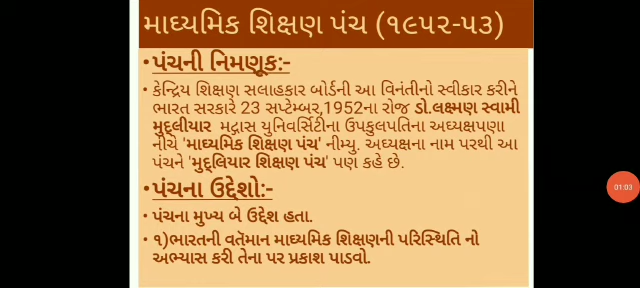 માધ્યમિક શિક્ષણ પંચ (૧૯૫૨-૫૩)
•પંચની નિમણૂક:-
• કેન્દ્રિય શિક્ષણ સલાહકાર બોર્ડની આ વિનંતીનો સ્વીકાર કરીને
ભારત સરકારે 23 સપ્ટેમ્બર,1952ના રોજ ડો.લક્ષ્મણ સ્વામી
મુદ્લીયાર મદ્રાસ યુનિવર્સિટીના ઉપકુલપતિના અધ્યક્ષપણા
નીચે 'માધ્યમિક શિક્ષણ પંચ' નીમ્યુ. અધ્યક્ષના નામ પરથી આ
પંચને 'મુદ્લિયાર શિક્ષણ પંચ' પણ કહે છે.
•પંચના ઉદ્દેશો:-
• પંચના મુખ્ય બે ઉદ્દેશ હતા.
• ૧)ભારતની વર્તમાન માધ્યમિક શિક્ષણની પરિસ્થિતિ નો
અભ્યાસ કરી તેના પર પ્રકાશ પાડવો.
01:03